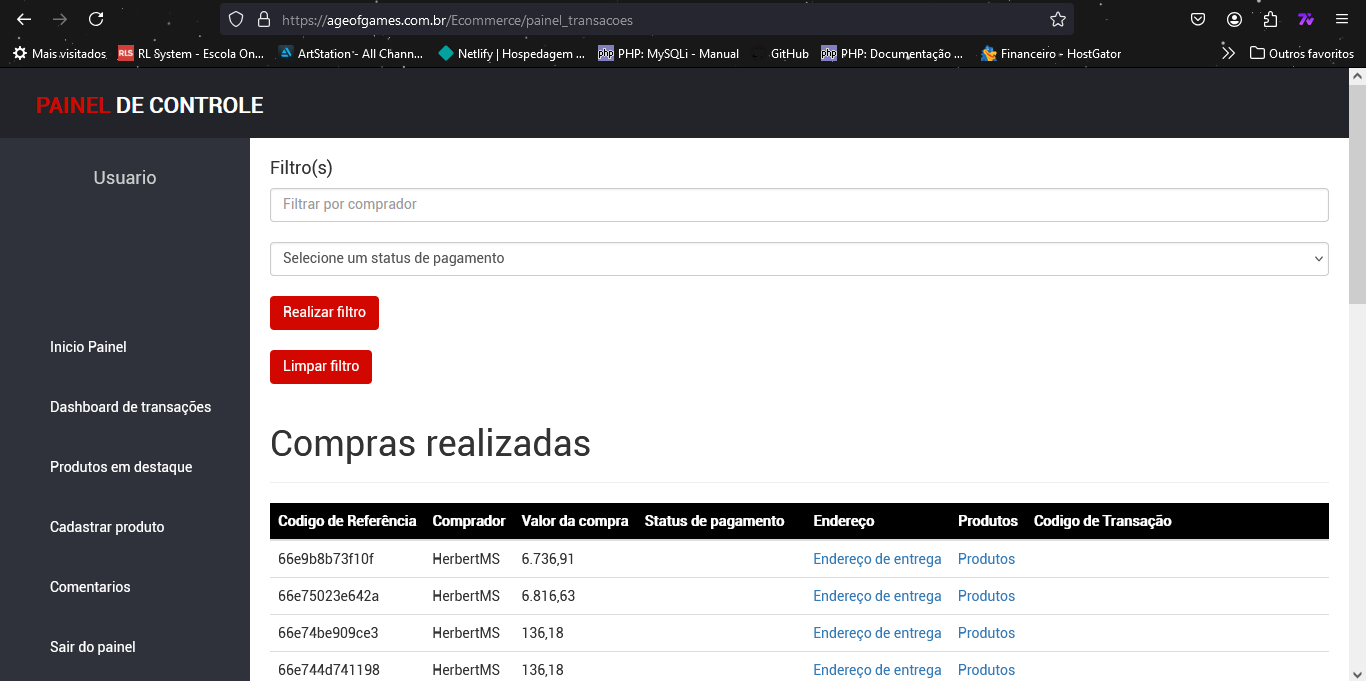 https://ageofgames.com.br/Ecommerce/painel_transacoes
Mais visitados RLS RL System - Escola On... ArtStation - All Chann... Netlify | Hospedagem ... php PHP: MySQLi - Manual GitHub php PHP: Documentação ... Financeiro - HostGator Outros favoritos
PAINEL DE CONTROLE
Usuario
Inicio Painel
Dashboard de transações
Produtos em destaque
Cadastrar produto
Comentarios
Sair do painel
Filtro(s)
Filtrar por comprador
Selecione um status de pagamento
Realizar filtro
Limpar filtro
Compras realizadas
Codigo de Referência Comprador Valor da compra Status de pagamento Endereço Produtos Codigo de Transação
66e9b8b73f10f HerbertMS 6.736,91 Endereço de entrega Produtos
66e75023e642a HerbertMS 6.816,63 Endereço de entrega Produtos
66e74be909ce3 HerbertMS 136,18 Endereço de entrega Produtos
66e744d741198 HerbertMS 136,18 Endereço de entrega Produtos